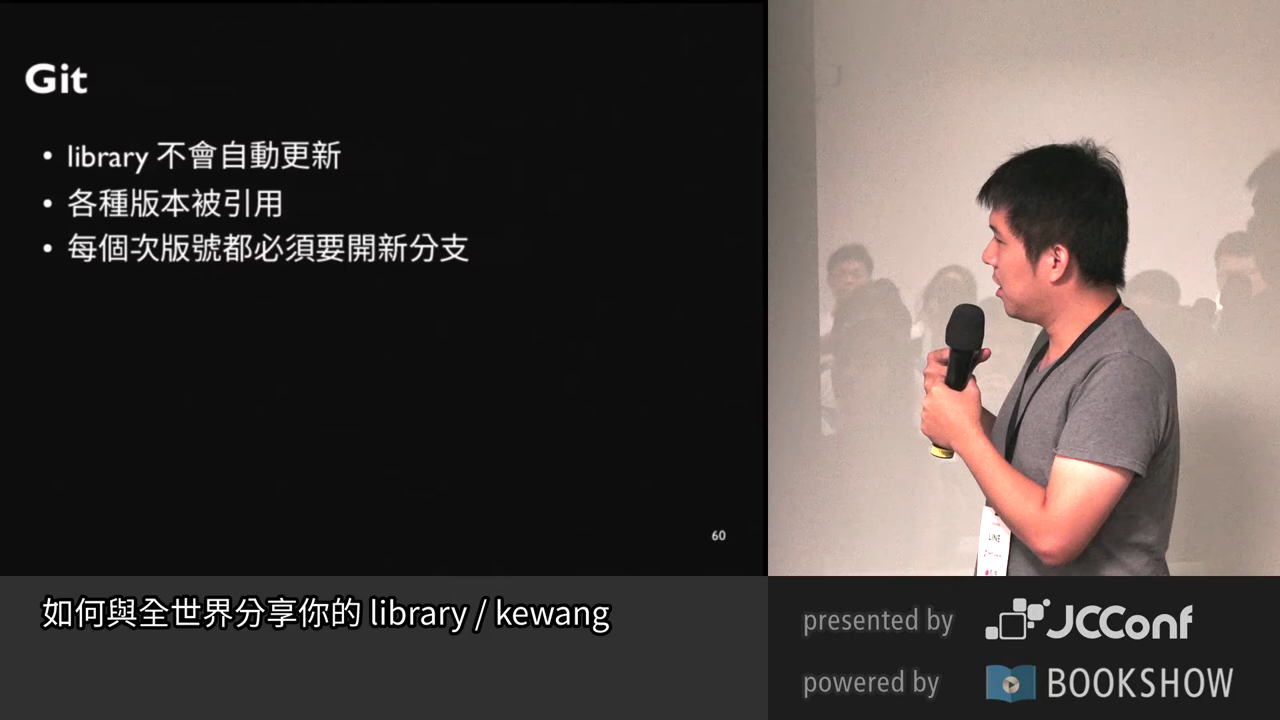 Git
• library 不會自動更新
• 各種版本被引用
• 每個次版號都必須要開新分支
60
LINE
如何與全世界分享你的 library / kewang
presented by JCConf
powered by BOOKSHOW